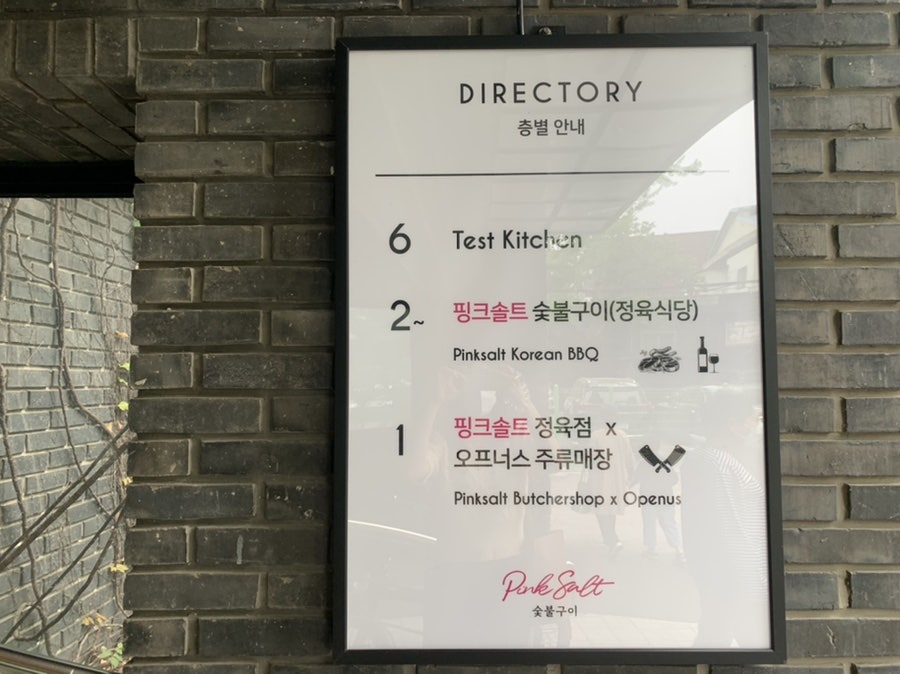 DIRECTORY
층별 안내
6 Test Kitchen
2~ 핑크솔트 숯불구이(정육식당)
Pinksalt Korean BBQ
1 핑크솔트 정육점 x
오프너스 주류매장
Pinksalt Butchershop x Openus
Pink Salt
숯불구이